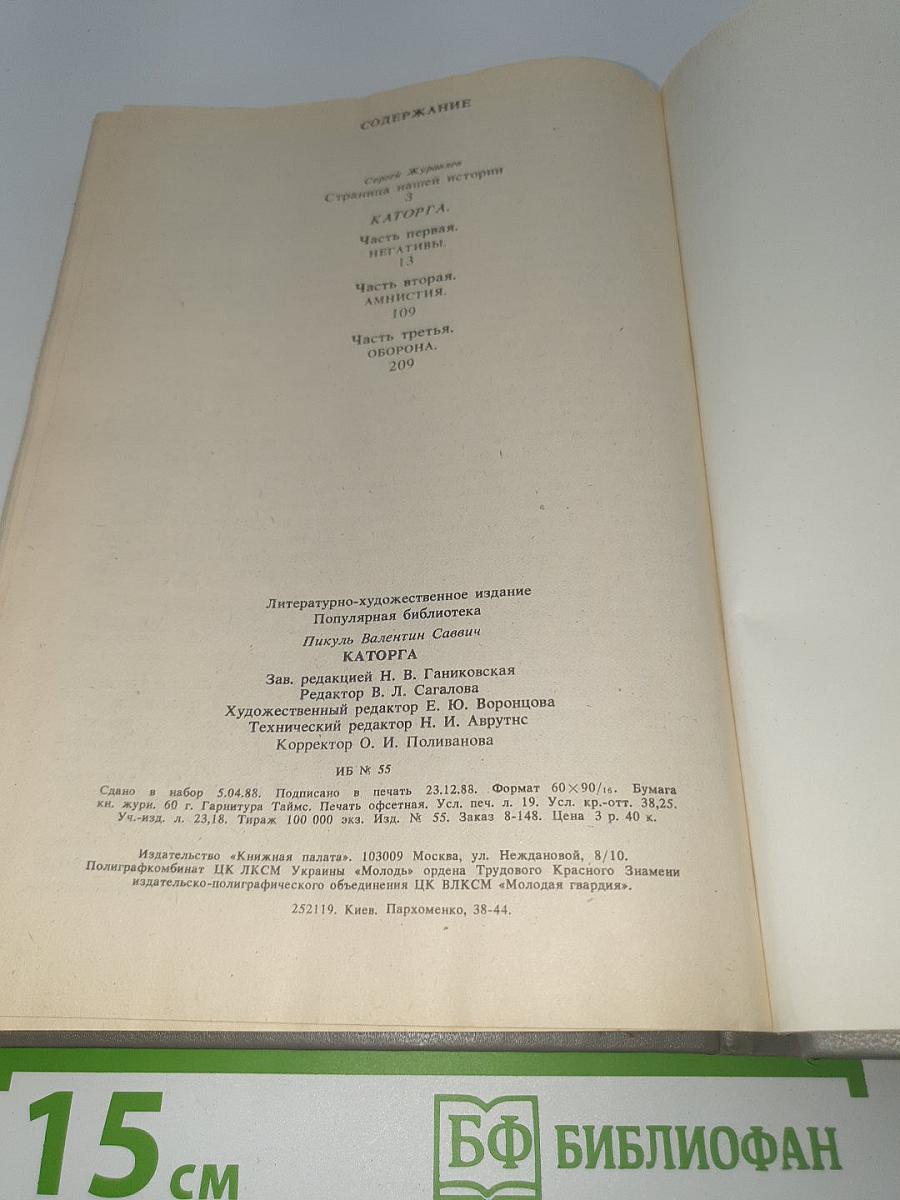 СОДЕРЖАНИЕ
Сергей Журавлев
Страница нашей истории
3
КАТОРГА.
Часть первая.
НЕГАТИВЫ.
13
Часть вторая.
АМНИСТИЯ.
109
Часть третья.
ОБОРОНА.
209
Литературно-художественное издание
Популярная библиотека
Пикуль Валентин Саввич
КАТОРГА
Зав. редакцией Н. В. Ганиковская
Редактор В. Л. Сагалова
Художественный редактор Е. Ю. Воронцова
Технический редактор Н. И. Аврутис
Корректор О. И. Поливанова
ИБ № 55
Сдано в набор 5.04.88. Подписано в печать 23.12.88. Формат 60×90/16. Бумага
кн. журн. 60 г. Гарнитура Таймс. Печать офсетная. Усл. печ. л. 19. Усл. кр.-отт. 38,25.
Уч.-изд. л. 23,18. Тираж 100 000 экз. Изд. № 55. Заказ 8-148. Цена 3 р. 40 к.
Издательство «Книжная палата». 103009 Москва, ул. Неждановой, 8/10.
Полиграфкомбинат ЦК ЛКСМ Украины «Молодь» ордена Трудового Красного Знамени
издательско-полиграфического объединения ЦК ВЛКСМ «Молодая гвардия».
252119. Киев. Пархоменко, 38-44.
15 см
БФ БИБЛИОФАН